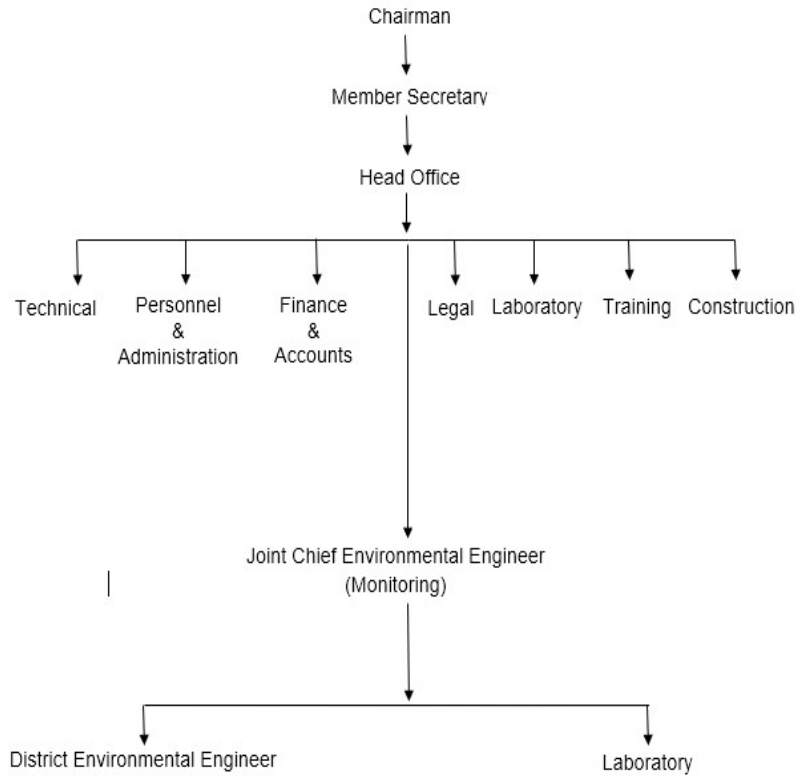 Chairman
Member Secretary
Head Office
Technical
Personnel
&
Administration
Finance
&
Accounts
Legal
Laboratory
Training
Construction
Joint Chief Environmental Engineer
(Monitoring)
District Environmental Engineer
Laboratory